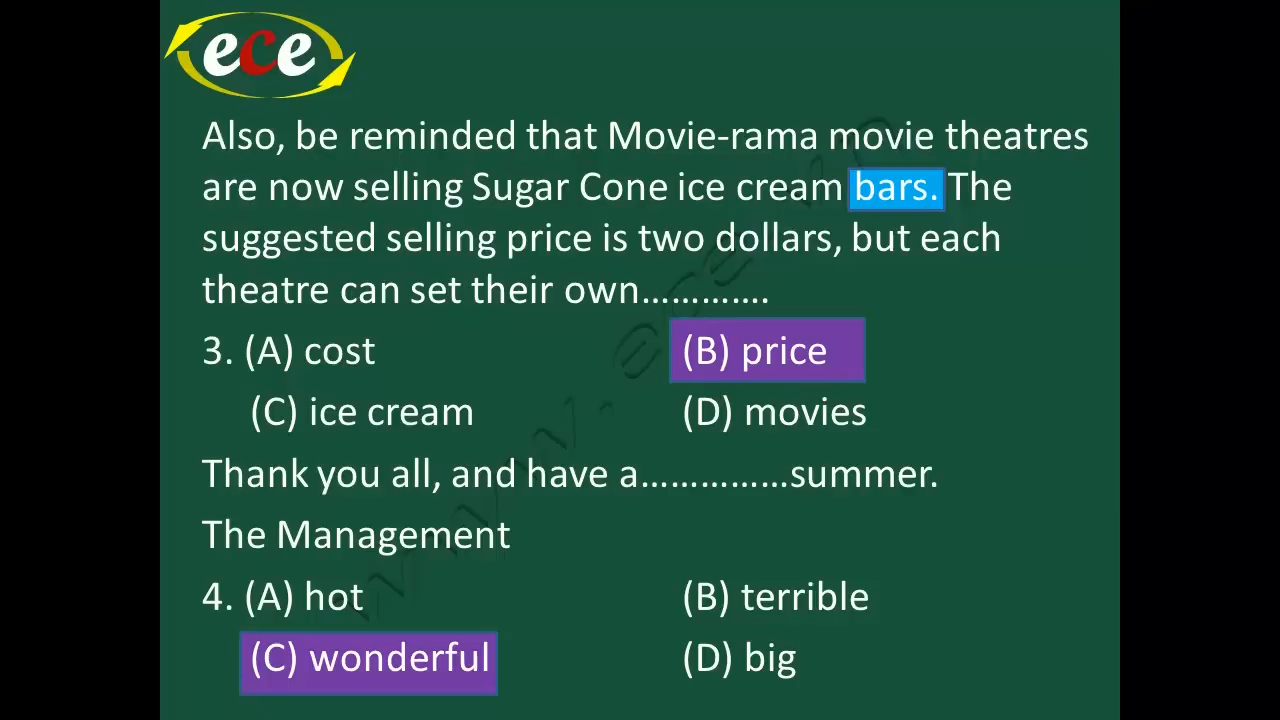 ece
Also, be reminded that Movie-rama movie theatres
are now selling Sugar Cone ice cream bars. The
suggested selling price is two dollars, but each
theatre can set their own………….
3. (A) cost (B) price
(C) ice cream (D) movies
Thank you all, and have a……………summer.
The Management
4. (A) hot (B) terrible
(C) wonderful (D) big